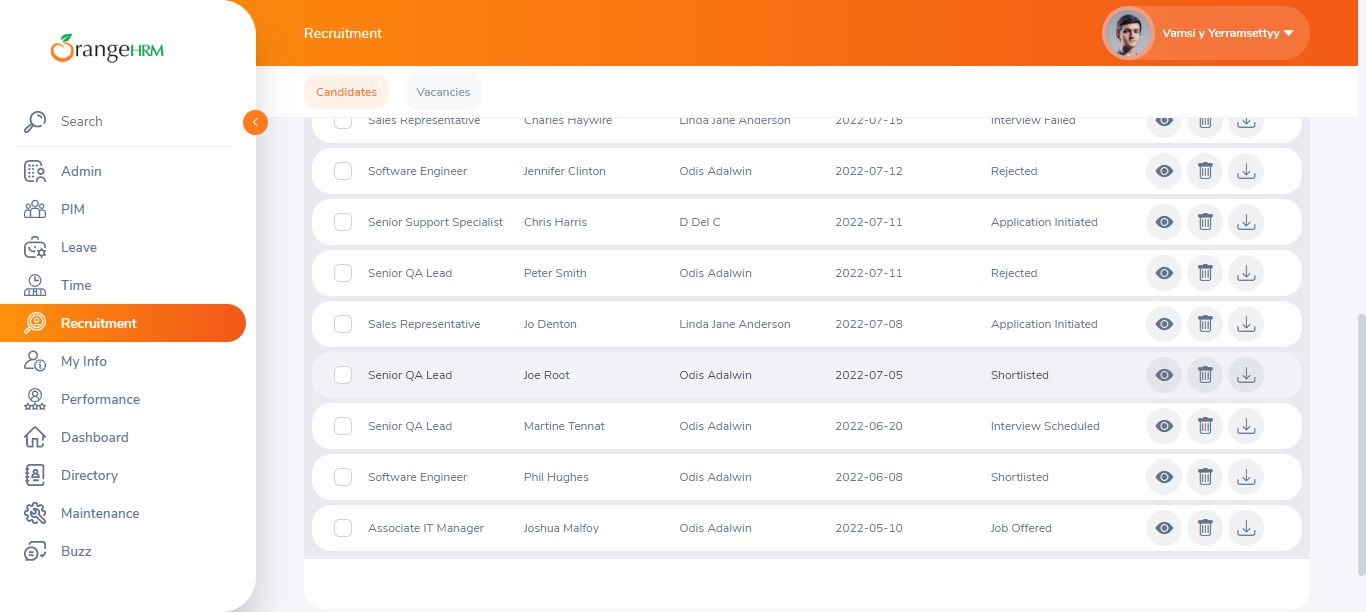 OrangeHRM
Recruitment
Vamsi y Yerramsettyy
Candidates
Vacancies
Search
Admin
PIM
Leave
Time
Recruitment
My Info
Performance
Dashboard
Directory
Maintenance
Buzz
Sales Representative Charles Haywire Linda Jane Anderson 2022-07-15 Interview Failed
Software Engineer Jennifer Clinton Odis Adalwin 2022-07-12 Rejected
Senior Support Specialist Chris Harris D Del C 2022-07-11 Application Initiated
Senior QA Lead Peter Smith Odis Adalwin 2022-07-11 Rejected
Sales Representative Jo Denton Linda Jane Anderson 2022-07-08 Application Initiated
Senior QA Lead Joe Root Odis Adalwin 2022-07-05 Shortlisted
Senior QA Lead Martine Tennat Odis Adalwin 2022-06-20 Interview Scheduled
Software Engineer Phil Hughes Odis Adalwin 2022-06-08 Shortlisted
Associate IT Manager Joshua Malfoy Odis Adalwin 2022-05-10 Job Offered